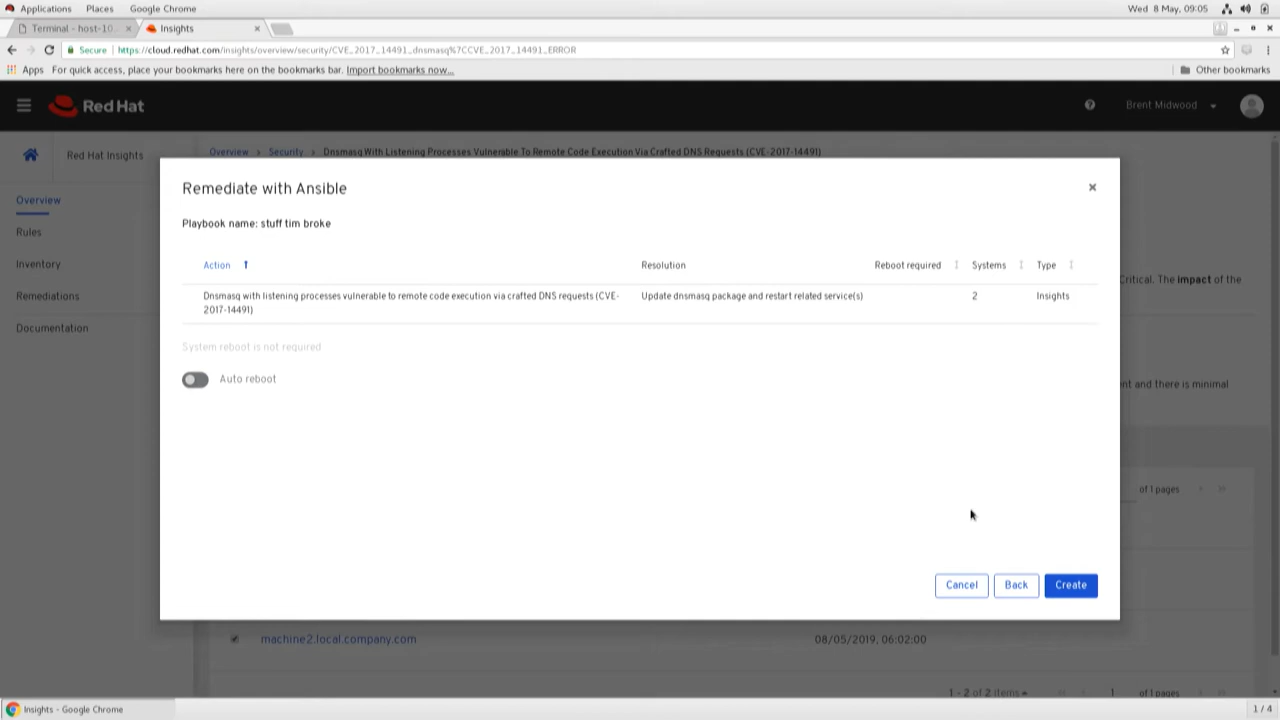 Applications Places Google Chrome Wed 8 May, 09:05
Terminal - host-10... Insights
Secure https://cloud.redhat.com/insights/overview/security/CVE_2017_14491_dnsmasq%7CCVE_2017_14491_ERROR
Apps For quick access, place your bookmarks here on the bookmarks bar. Import bookmarks now... Other bookmarks
Red Hat Brent Midwood
Red Hat Insights Overview > Security > Dnsmasq With Listening Processes Vulnerable To Remote Code Execution Via Crafted DNS Requests (CVE-2017-14491)
Remediate with Ansible
Overview
Playbook name: stuff tim broke
Rules
Action Resolution Reboot required Systems Type
Inventory
Critical. The impact of the
Dnsmasq with listening processes vulnerable to remote code execution via crafted DNS requests (CVE- Update dnsmasq package and restart related service(s) 2 Insights
2017-14491)
Remediations
Documentation
System reboot is not required
Auto reboot
nt and there is minimal
of 1 pages
Cancel Back Create
machine2.local.company.com 08/05/2019, 06:02:00
1 - 2 of 2 items 1 of 1 pages
Insights - Google Chrome 1 / 4